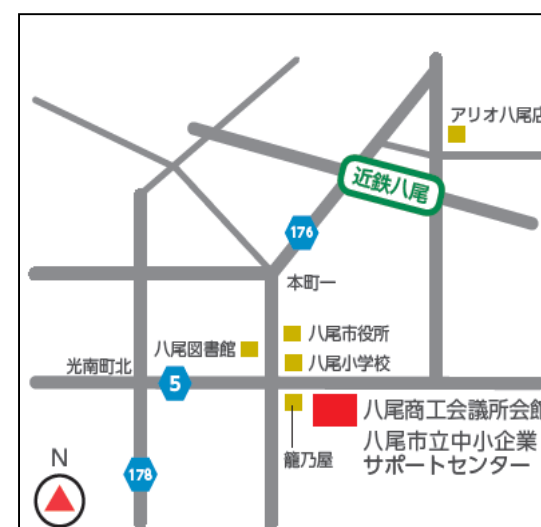 アリオ八尾店
近鉄八尾
176
本町一
八尾市役所
八尾図書館
八尾小学校
光南町北
5
八尾商工会議所会館
八尾市立中小企業
サポートセンター
籠乃屋
N
178